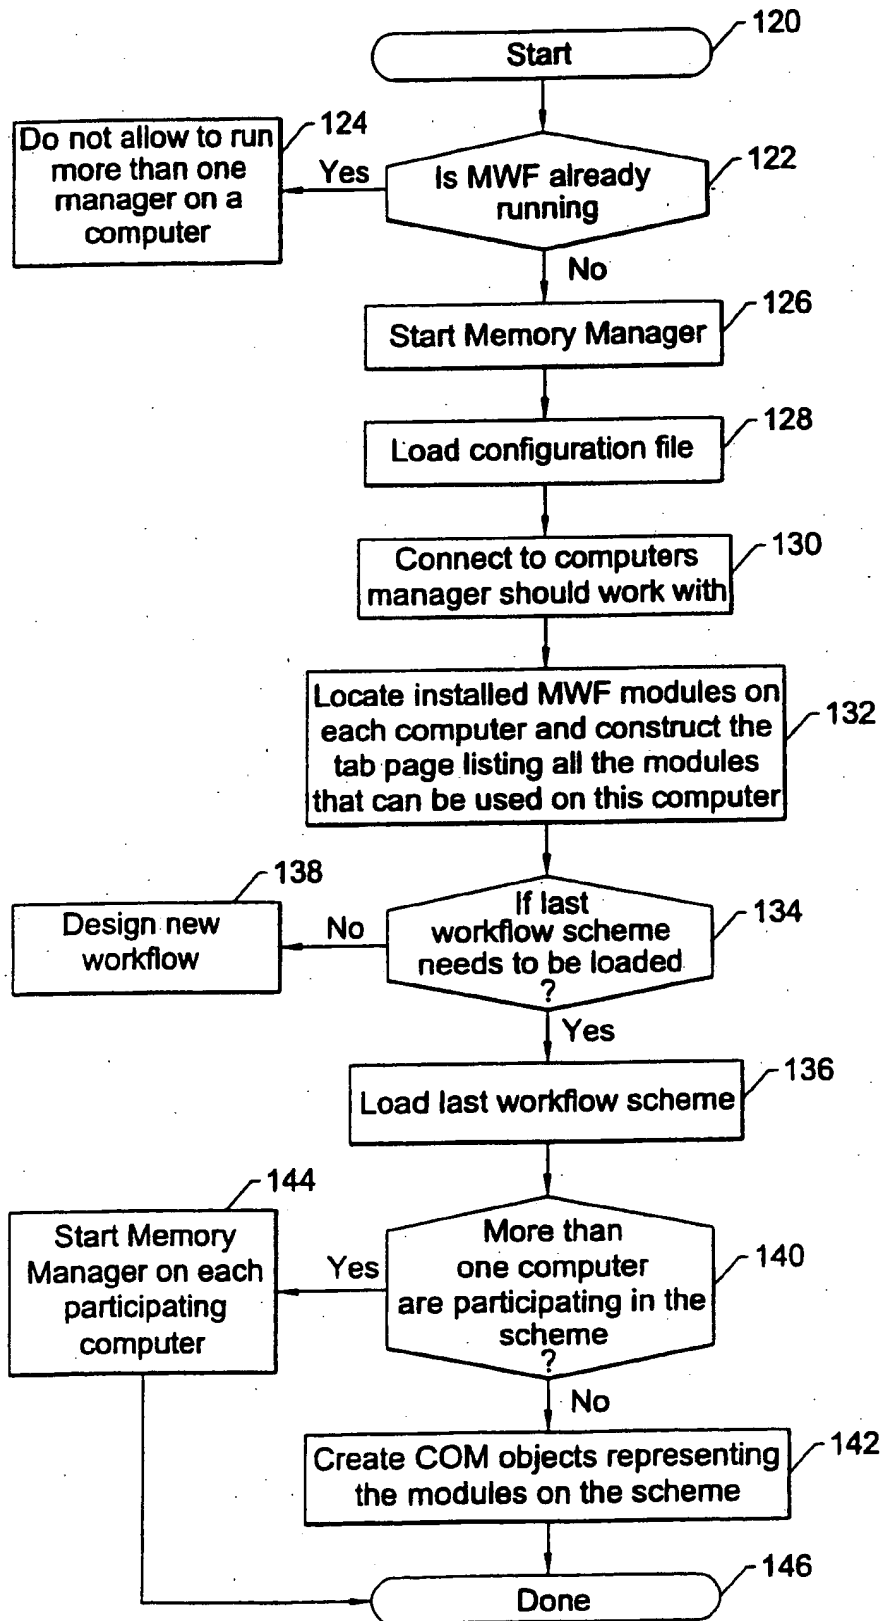 120
Start
124
Do not allow to run
more than one
manager on a
computer
Yes
122
Is MWF already
running
No
126
Start Memory Manager
128
Load configuration file
130
Connect to computers
manager should work with
132
Locate installed MWF modules on
each computer and construct the
tab page listing all the modules
that can be used on this computer
138
Design new
workflow
No
134
If last
workflow scheme
needs to be loaded
?
Yes
136
Load last workflow scheme
144
Start Memory
Manager on each
participating
computer
Yes
140
More than
one computer
are participating in the
scheme
?
No
142
Create COM objects representing
the modules on the scheme
146
Done